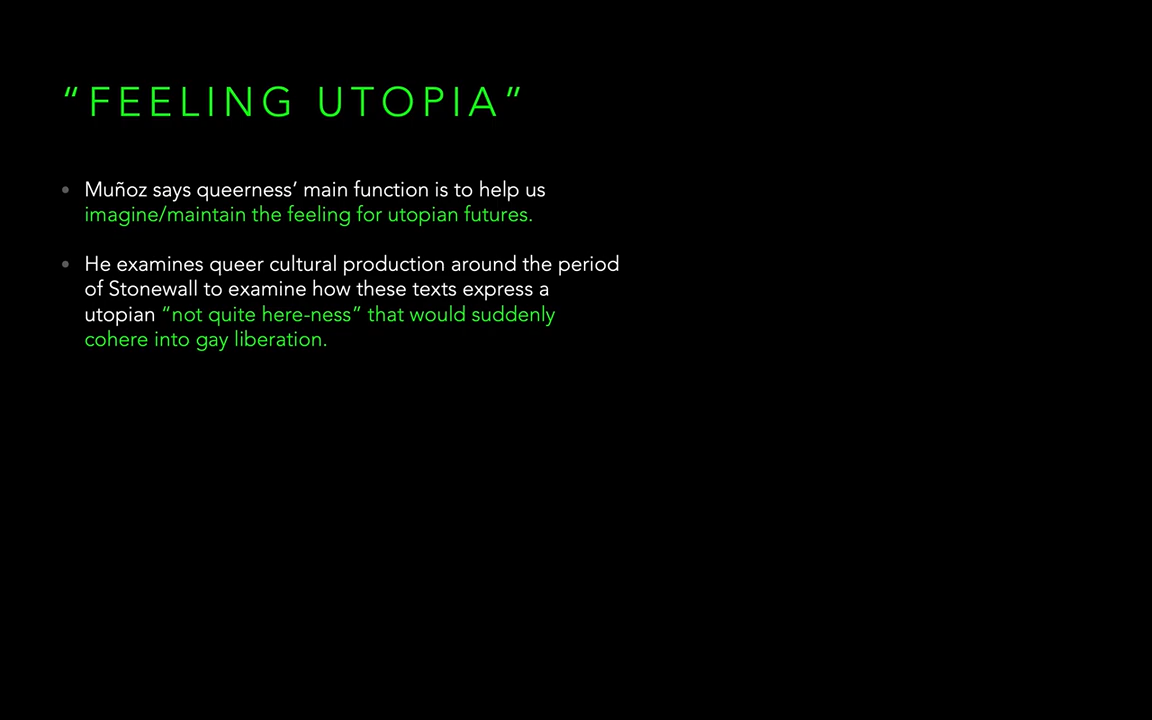 “FEELING UTOPIA”
• Muñoz says queerness’ main function is to help us
imagine/maintain the feeling for utopian futures.
• He examines queer cultural production around the period
of Stonewall to examine how these texts express a
utopian “not quite here-ness” that would suddenly
cohere into gay liberation.